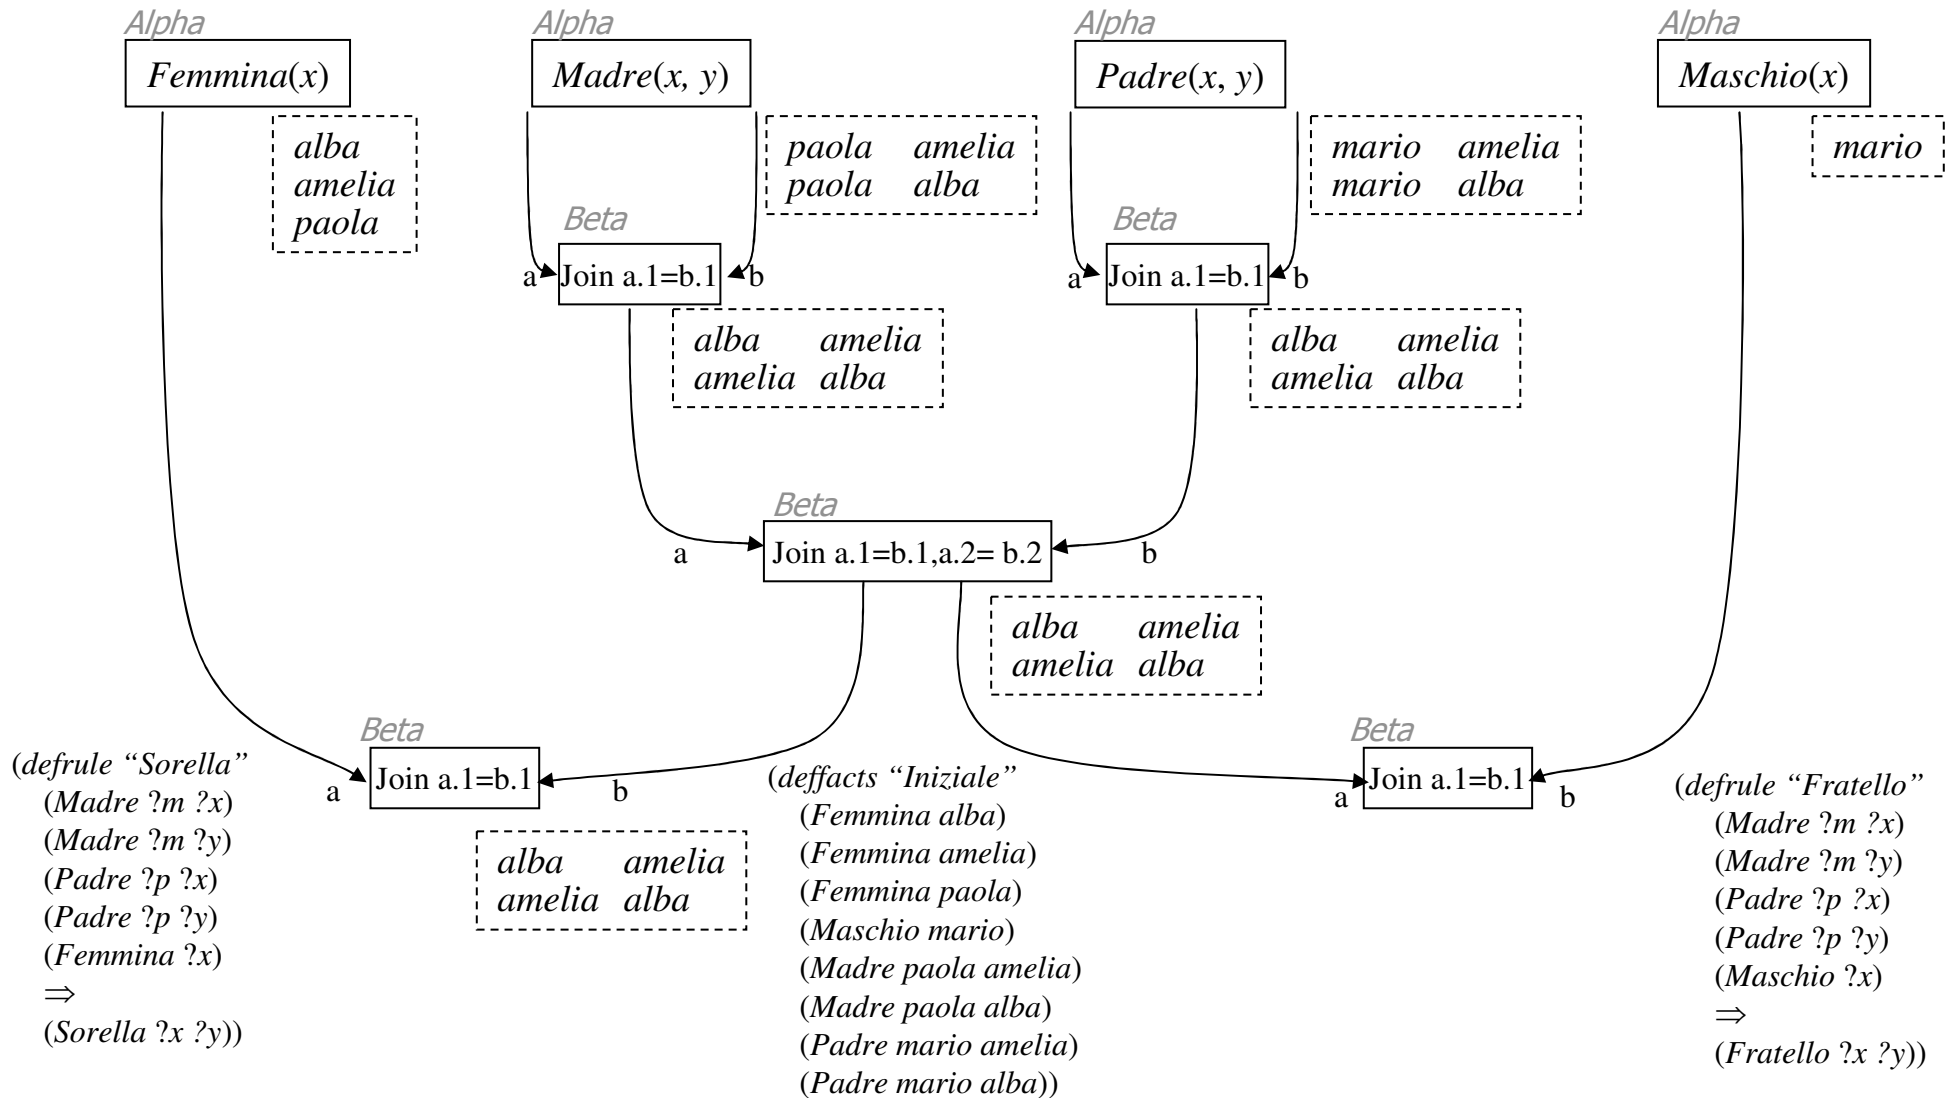 Alpha
Femmina(x)
alba
amelia
paola
Alpha
Madre(x, y)
paola amelia
paola alba
Alpha
Padre(x, y)
mario amelia
mario alba
Alpha
Maschio(x)
mario
Beta
a
Join a.1=b.1
b
alba amelia
amelia alba
Beta
a
Join a.1=b.1
b
alba amelia
amelia alba
Beta
a
Join a.1=b.1,a.2= b.2
b
alba amelia
amelia alba
Beta
a
Join a.1=b.1
b
alba amelia
amelia alba
Beta
a
Join a.1=b.1
b
(defrule “Sorella”
(Madre ?m ?x)
(Madre ?m ?y)
(Padre ?p ?x)
(Padre ?p ?y)
(Femmina ?x)
⇒
(Sorella ?x ?y))
(deffacts “Iniziale”
(Femmina alba)
(Femmina amelia)
(Femmina paola)
(Maschio mario)
(Madre paola amelia)
(Madre paola alba)
(Padre mario amelia)
(Padre mario alba))
(defrule “Fratello”
(Madre ?m ?x)
(Madre ?m ?y)
(Padre ?p ?x)
(Padre ?p ?y)
(Maschio ?x)
⇒
(Fratello ?x ?y))